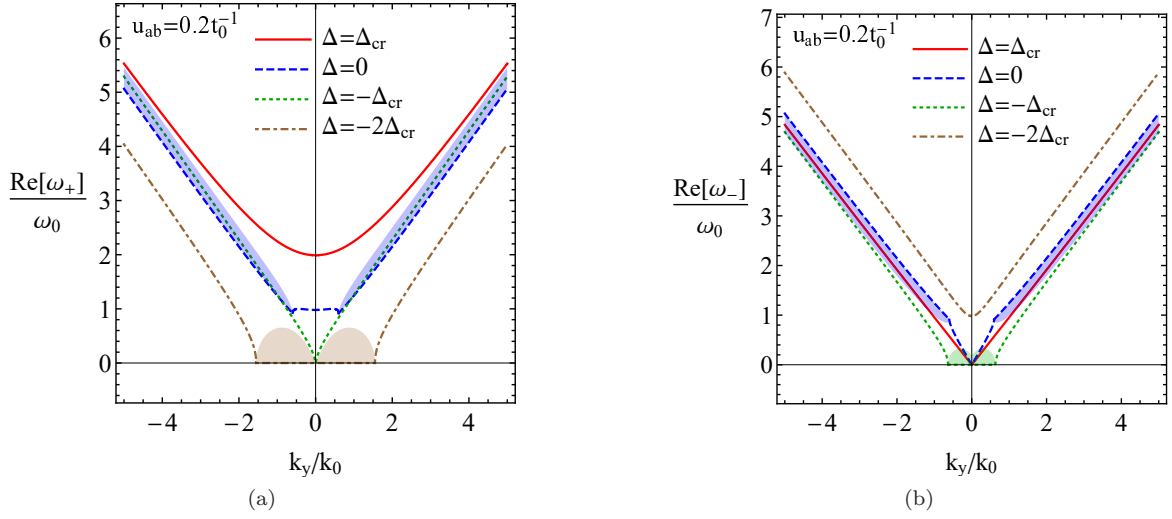 u_ab=0.2t_0^-1
Δ=Δ_cr
Δ=0
Δ=-Δ_cr
Δ=-2Δ_cr
6
5
4
3
2
1
0
Re[ω_+]
ω_0
-4 -2 0 2 4
k_y/k_0
(a)
u_ab=0.2t_0^-1
Δ=Δ_cr
Δ=0
Δ=-Δ_cr
Δ=-2Δ_cr
7
6
5
4
3
2
1
0
Re[ω_-]
ω_0
-4 -2 0 2 4
k_y/k_0
(b)